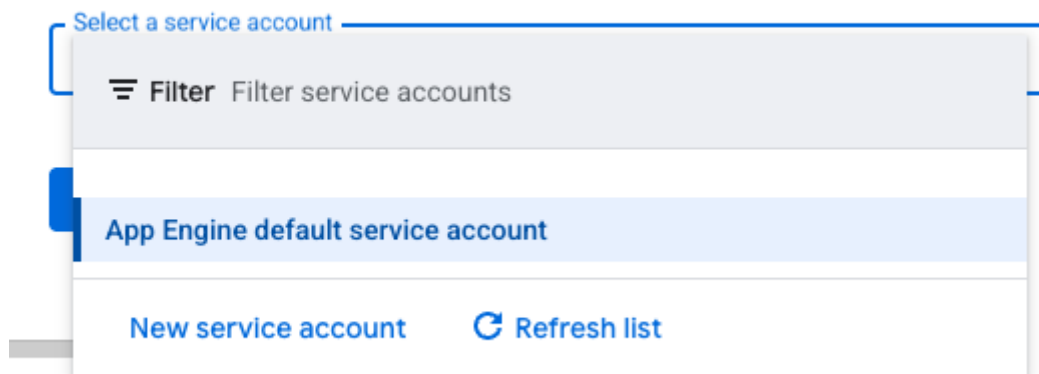 Select a service account
Filter Filter service accounts
App Engine default service account
New service account Refresh list